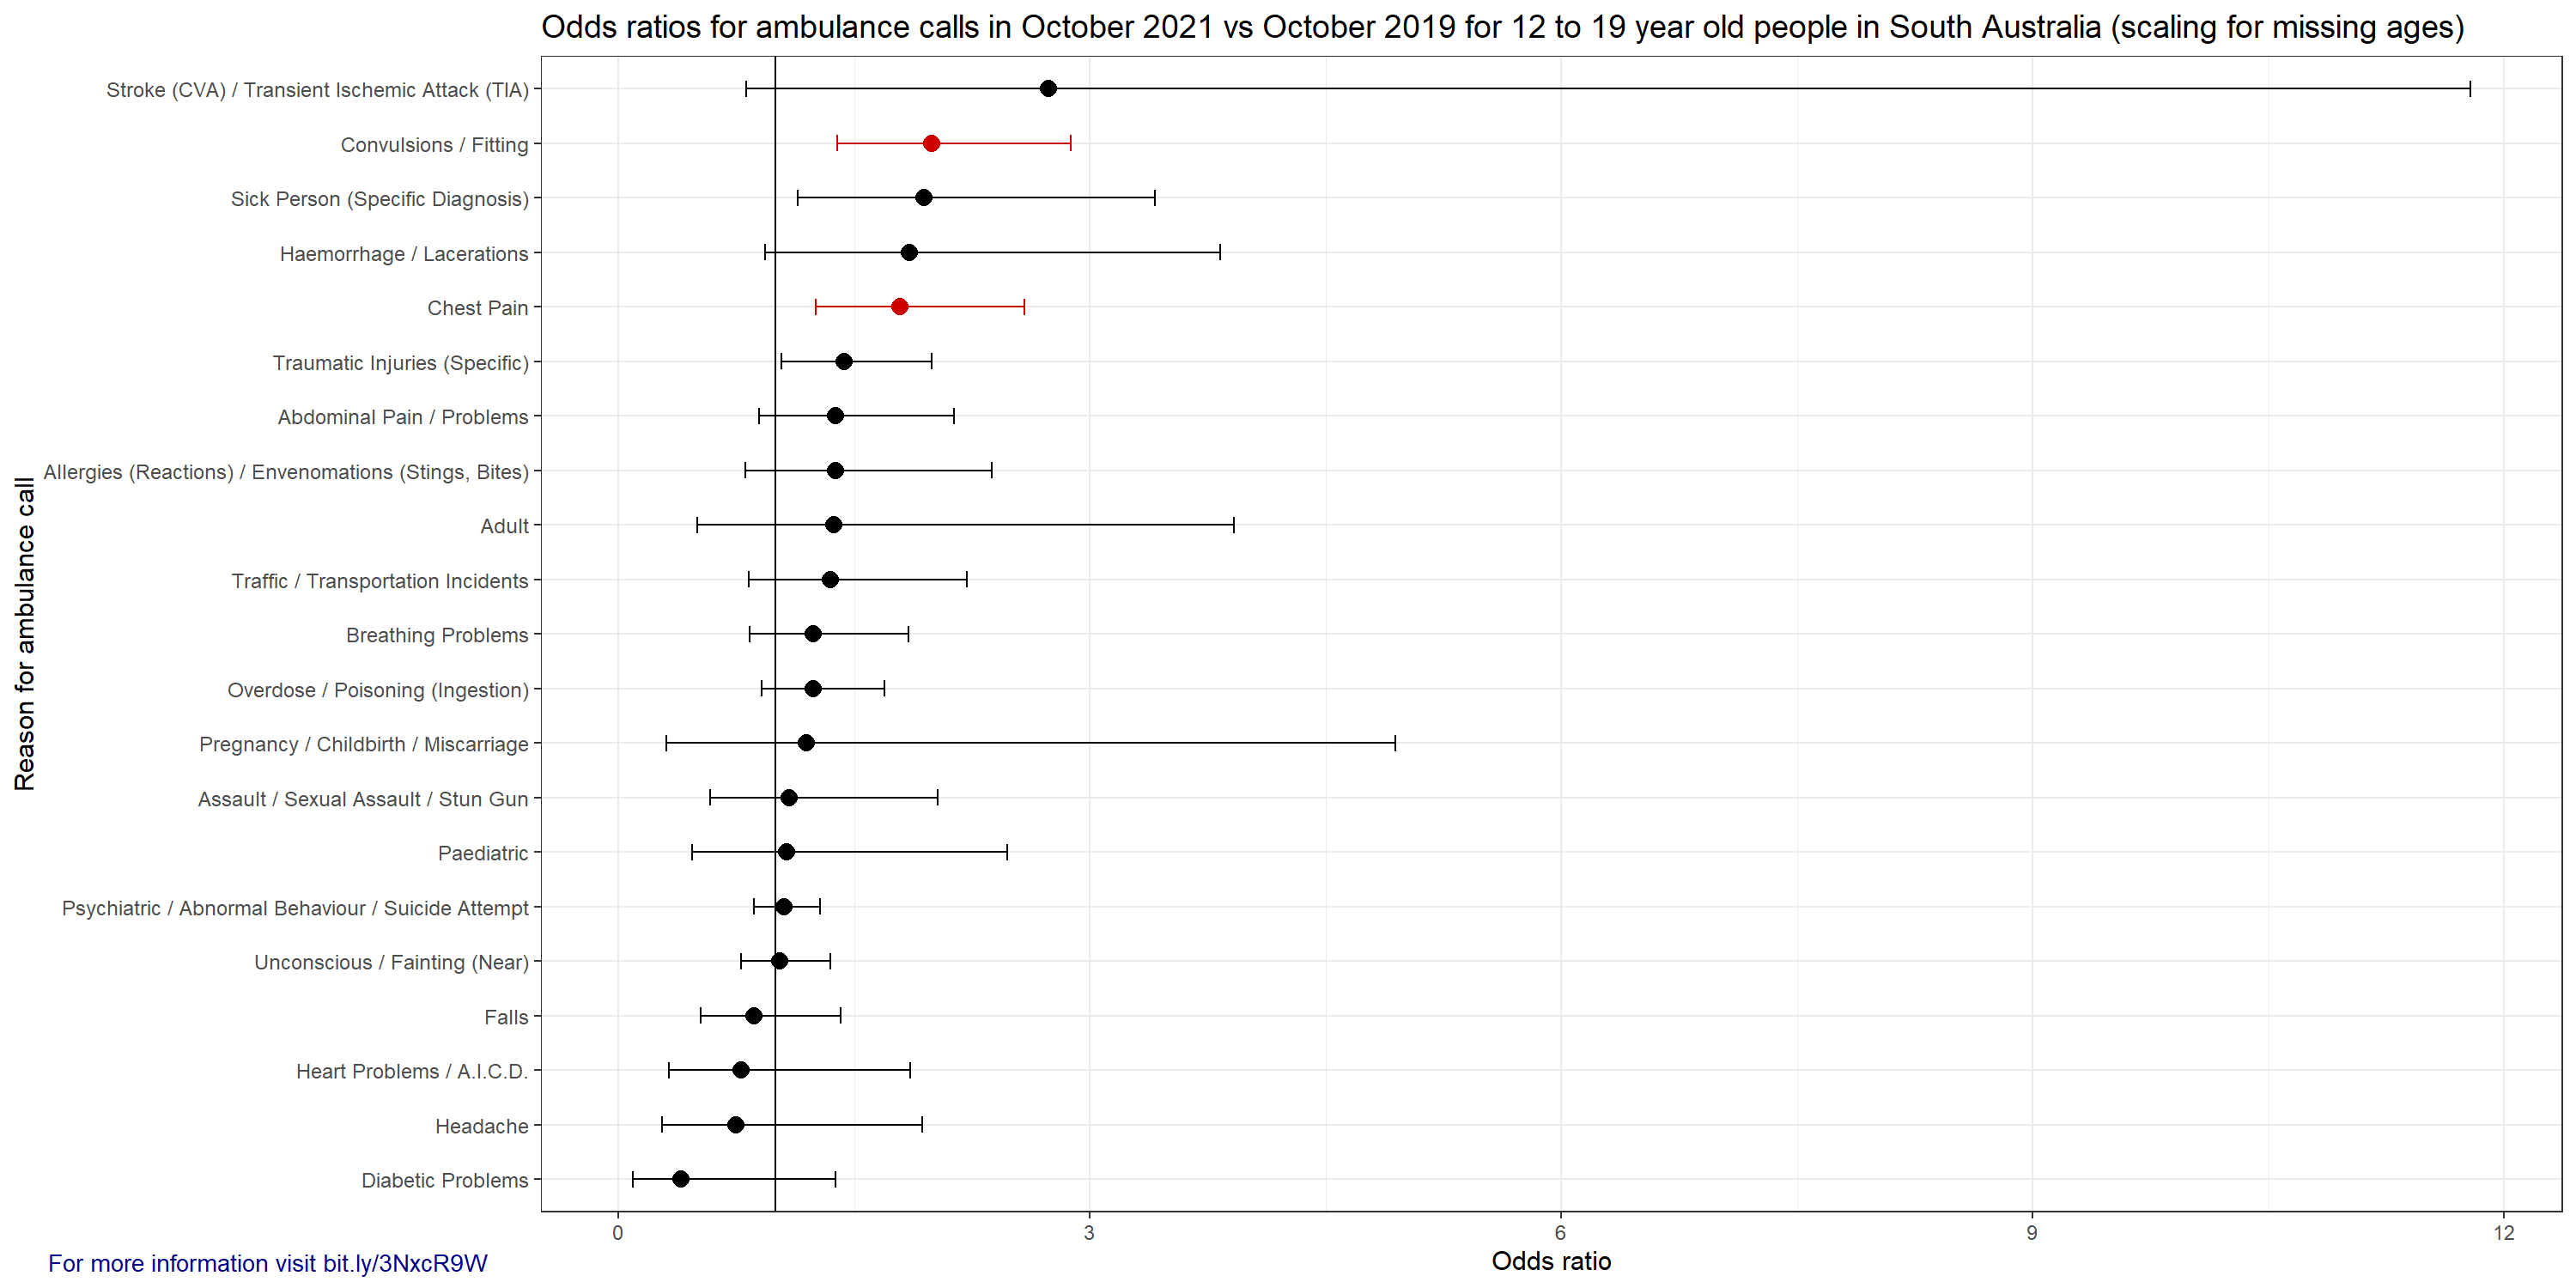 Odds ratios for ambulance calls in October 2021 vs October 2019 for 12 to 19 year old people in South Australia (scaling for missing ages)
Reason for ambulance call
Stroke (CVA) / Transient Ischemic Attack (TIA)
Convulsions / Fitting
Sick Person (Specific Diagnosis)
Haemorrhage / Lacerations
Chest Pain
Traumatic Injuries (Specific)
Abdominal Pain / Problems
Allergies (Reactions) / Envenomations (Stings, Bites)
Adult
Traffic / Transportation Incidents
Breathing Problems
Overdose / Poisoning (Ingestion)
Pregnancy / Childbirth / Miscarriage
Assault / Sexual Assault / Stun Gun
Paediatric
Psychiatric / Abnormal Behaviour / Suicide Attempt
Unconscious / Fainting (Near)
Falls
Heart Problems / A.I.C.D.
Headache
Diabetic Problems
0 3 6 9 12
Odds ratio
For more information visit bit.ly/3NxcR9W